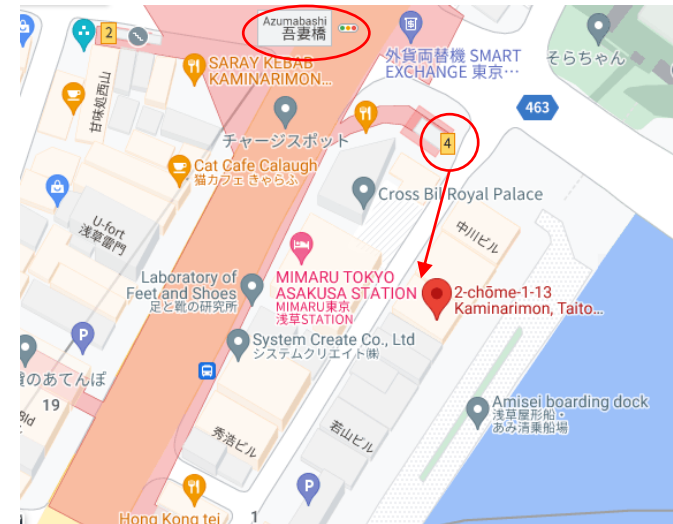 Azumabashi
吾妻橋
2
SARAY KEBAB
KAMINARIMON...
外貨両替機 SMART
EXCHANGE 東京…
そらちゃん
463
甘味処西山
チャージスポット
4
Cat Cafe Calaugh
猫カフェ きゃらふ
Cross Bil Royal Palace
U-fort
浅草雷門
中川ビル
Laboratory of
Feet and Shoes
足と靴の研究所
MIMARU TOKYO
ASAKUSA STATION
MIMARU東京
浅草STATION
2-chōme-1-13
Kaminarimon, Taito...
System Create Co., Ltd
システムクリエイト㈱
P
貸のあてんぼ
19
Amisei boarding dock
浅草屋形船・
あみ清乗船場
秀浩ビル
若山ビル
P
Hong Kong tei
1